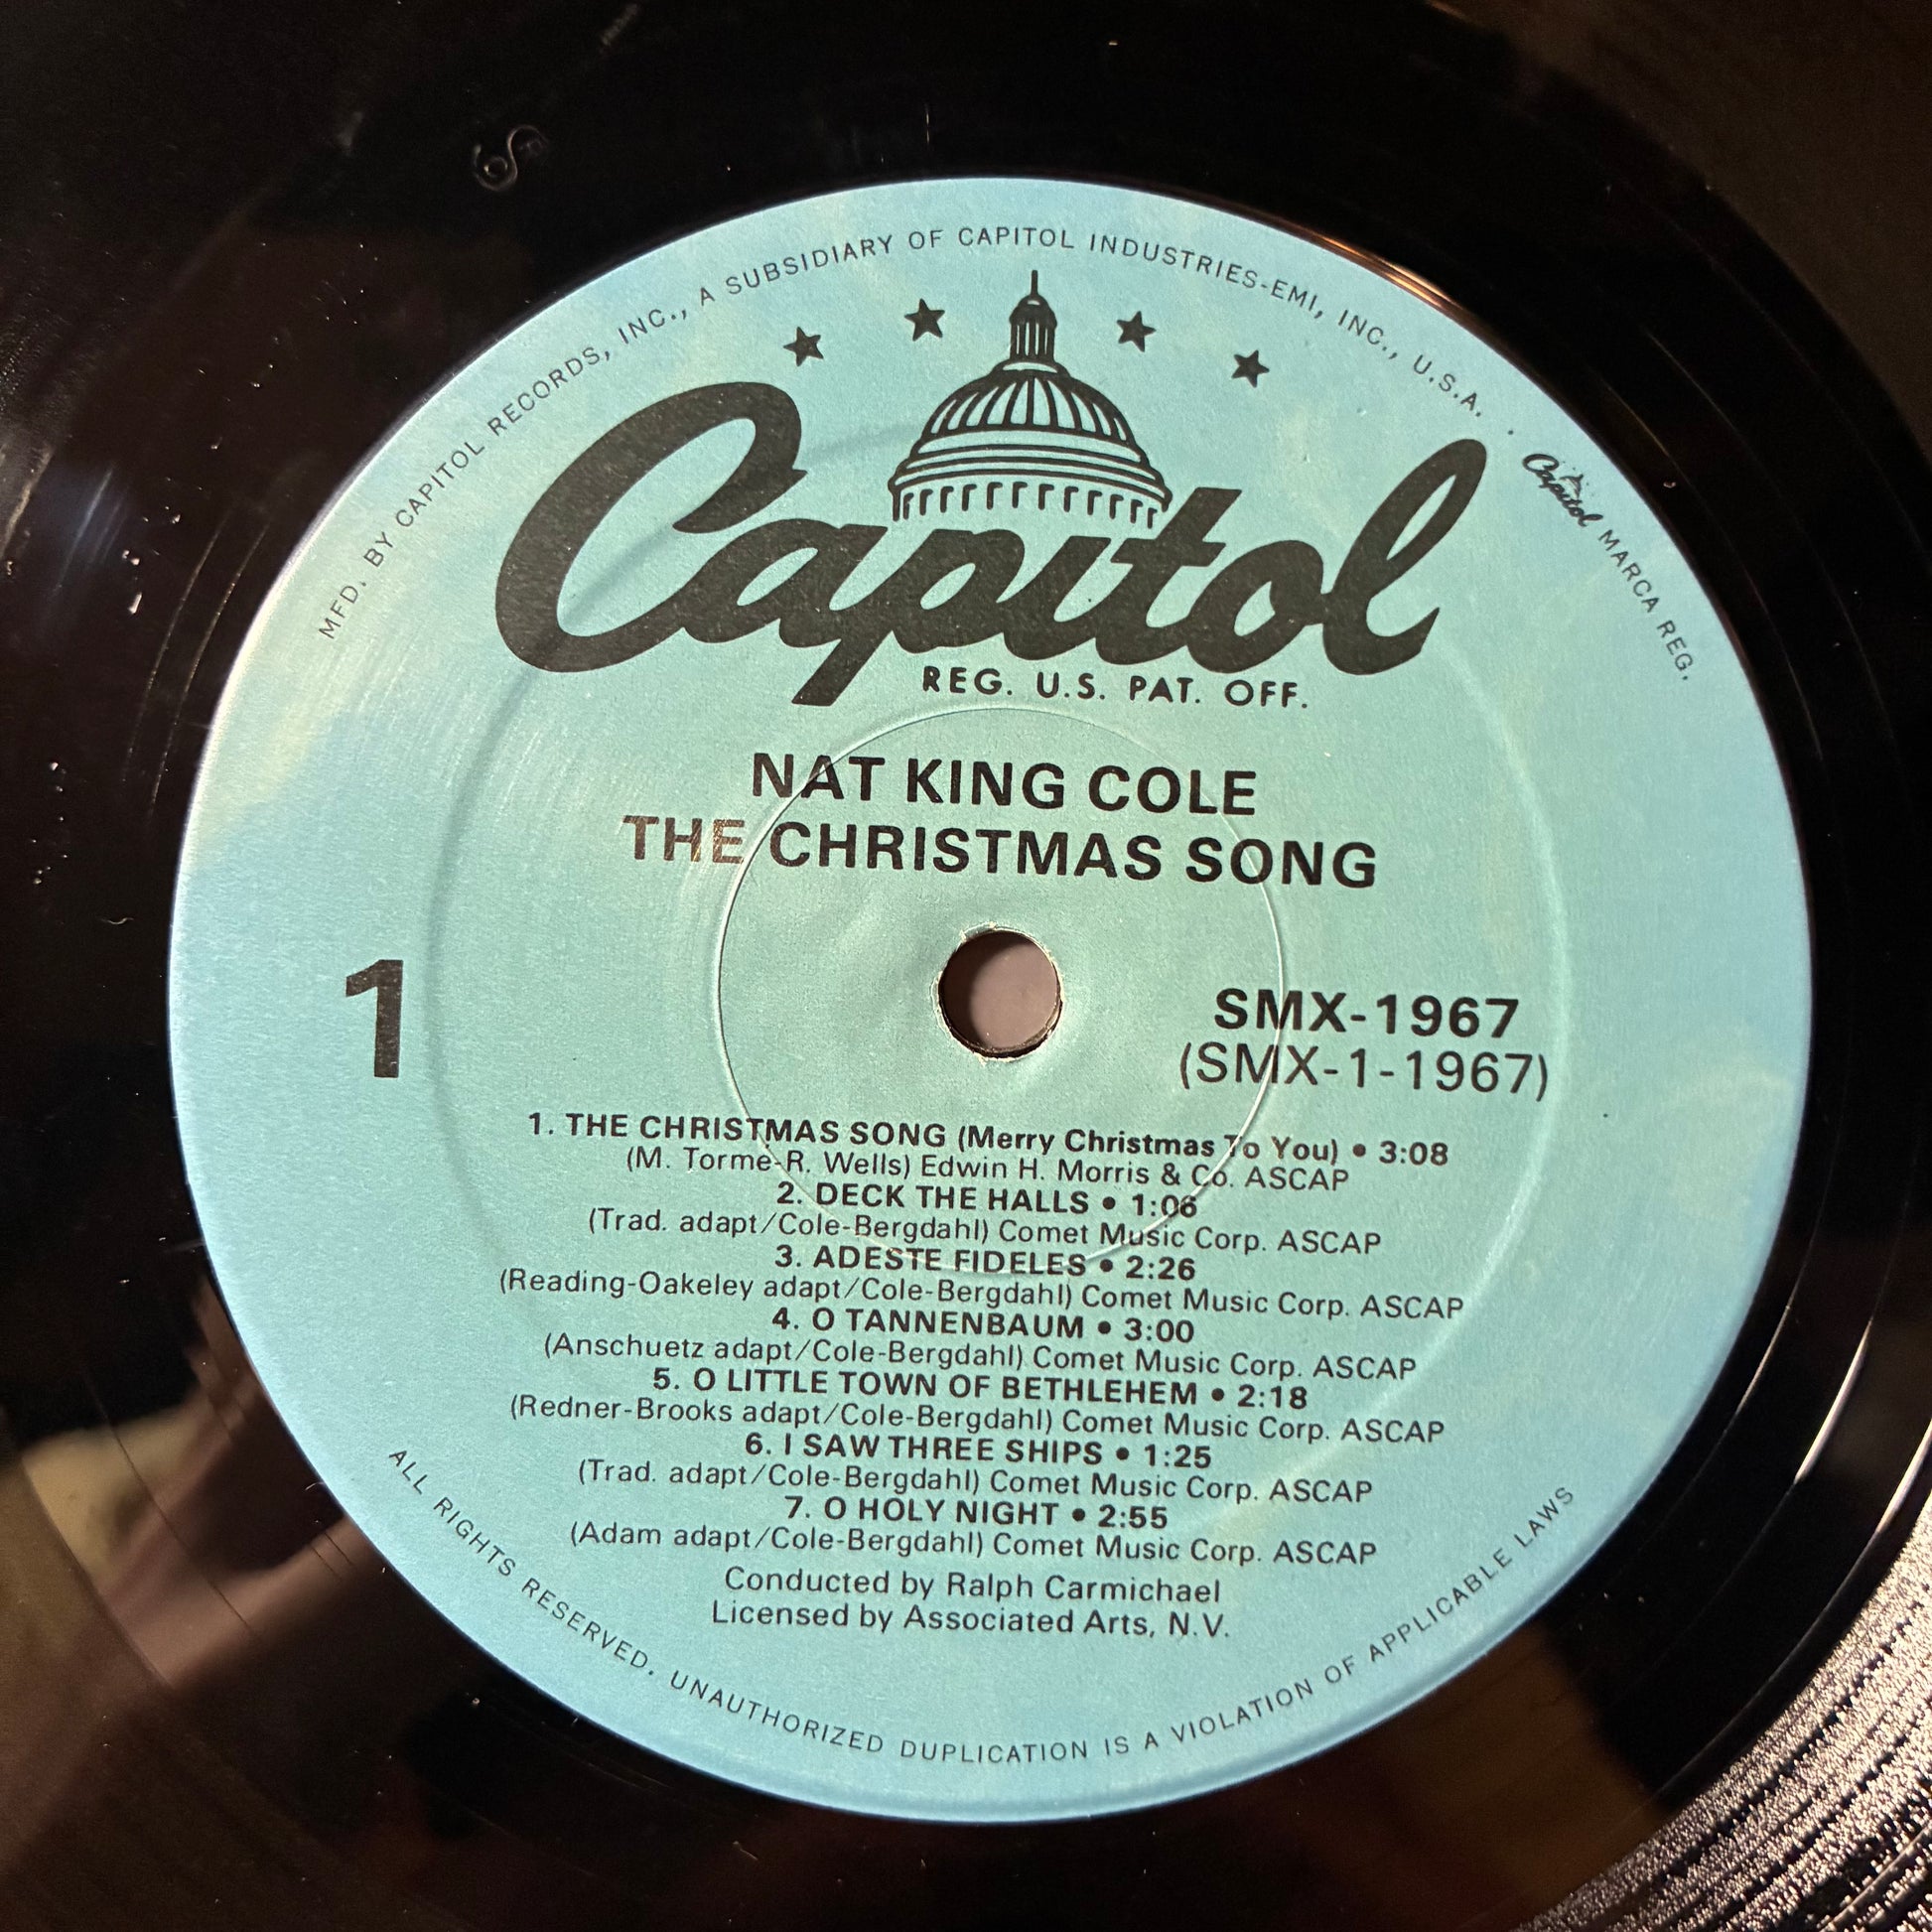 MFD. BY CAPITOL RECORDS, INC., A SUBSIDIARY OF CAPITOL INDUSTRIES-EMI, INC., U.S.A. · Capitol MARCA REG.
Capitol
REG. U.S. PAT. OFF.
NAT KING COLE
THE CHRISTMAS SONG
1
SMX-1967
(SMX-1-1967)
1. THE CHRISTMAS SONG (Merry Christmas To You) • 3:08
(M. Torme-R. Wells) Edwin H. Morris & Co. ASCAP
2. DECK THE HALLS • 1:06
(Trad. adapt/Cole-Bergdahl) Comet Music Corp. ASCAP
3. ADESTE FIDELES • 2:26
(Reading-Oakeley adapt/Cole-Bergdahl) Comet Music Corp. ASCAP
4. O TANNENBAUM • 3:00
(Anschuetz adapt/Cole-Bergdahl) Comet Music Corp. ASCAP
5. O LITTLE TOWN OF BETHLEHEM • 2:18
(Redner-Brooks adapt/Cole-Bergdahl) Comet Music Corp. ASCAP
6. I SAW THREE SHIPS • 1:25
(Trad. adapt/Cole-Bergdahl) Comet Music Corp. ASCAP
7. O HOLY NIGHT • 2:55
(Adam adapt/Cole-Bergdahl) Comet Music Corp. ASCAP
Conducted by Ralph Carmichael
Licensed by Associated Arts, N.V.
ALL RIGHTS RESERVED. UNAUTHORIZED DUPLICATION IS A VIOLATION OF APPLICABLE LAWS